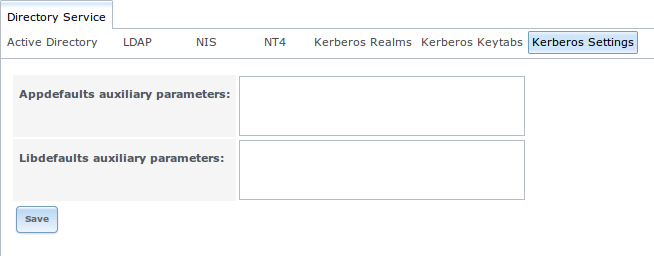 Directory Service
Active Directory LDAP NIS NT4 Kerberos Realms Kerberos Keytabs Kerberos Settings
Appdefaults auxiliary parameters:
Libdefaults auxiliary parameters:
Save